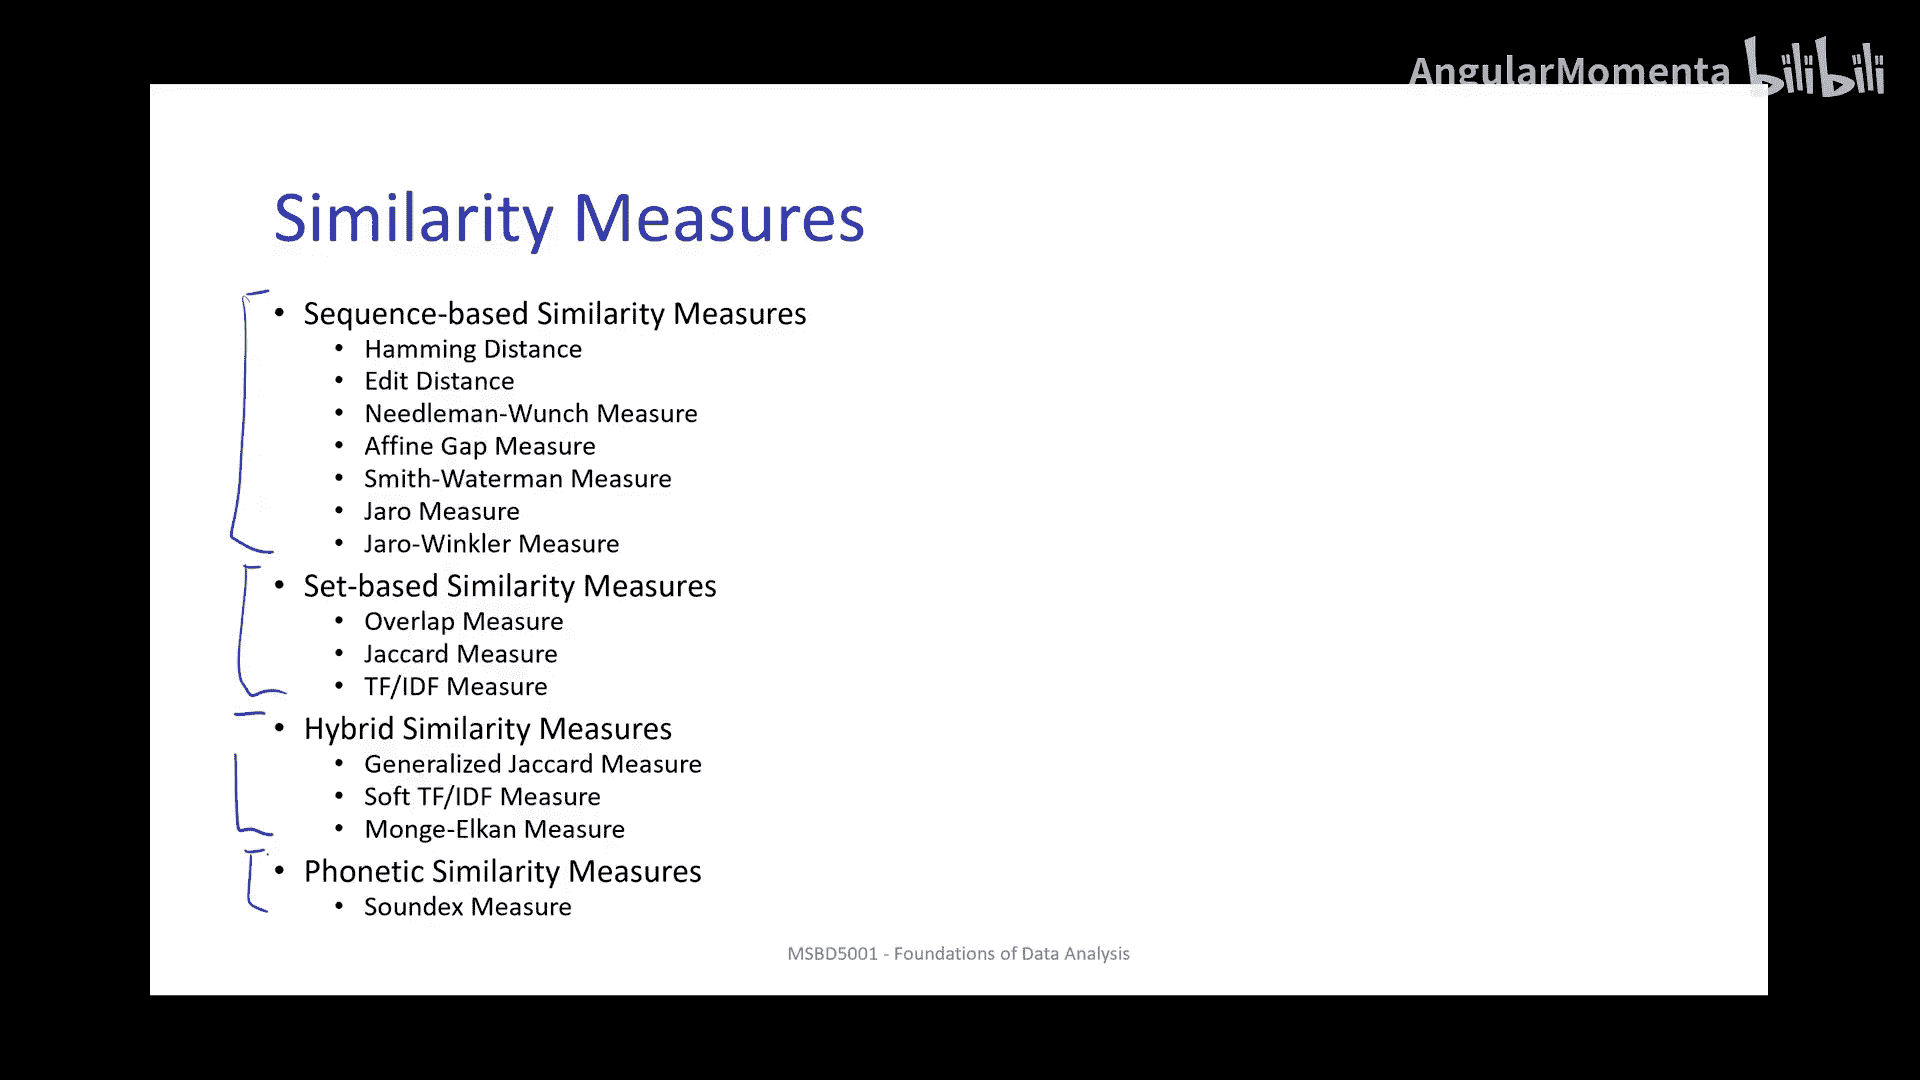 AngularMomenta bilibili
Similarity Measures
• Sequence-based Similarity Measures
• Hamming Distance
• Edit Distance
• Needleman-Wunch Measure
• Affine Gap Measure
• Smith-Waterman Measure
• Jaro Measure
• Jaro-Winkler Measure
• Set-based Similarity Measures
• Overlap Measure
• Jaccard Measure
• TF/IDF Measure
• Hybrid Similarity Measures
• Generalized Jaccard Measure
• Soft TF/IDF Measure
• Monge-Elkan Measure
• Phonetic Similarity Measures
• Soundex Measure
MSBD5001 - Foundations of Data Analysis